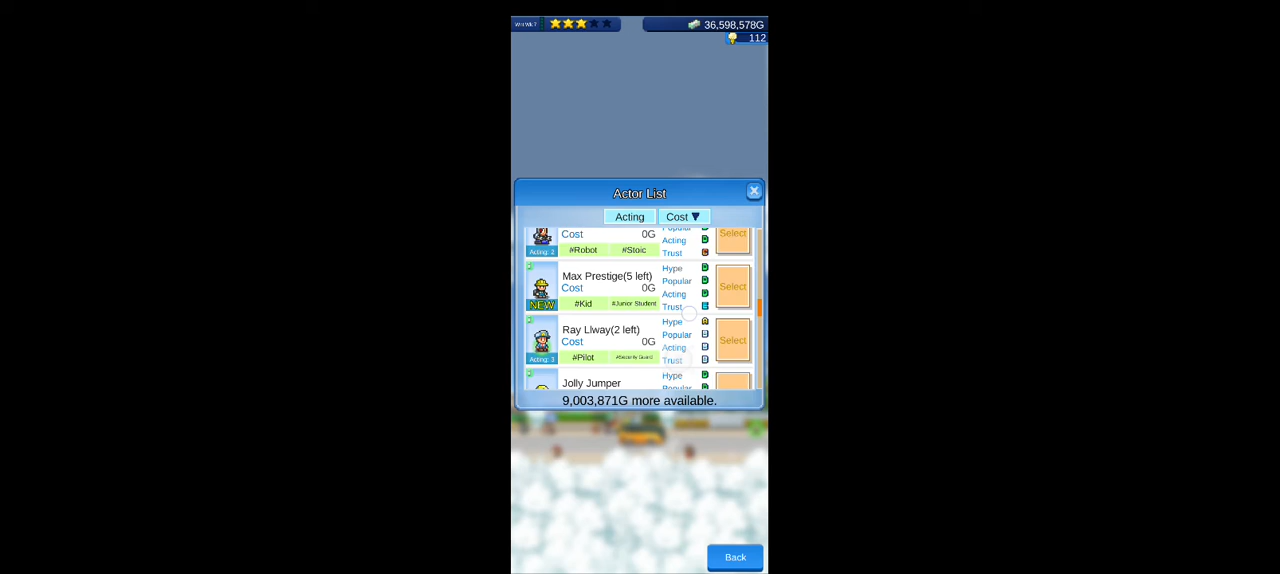 36,598,578G
112
Actor List
Acting Cost ▼
Popular
Cost 0G Acting D Select
Acting: 2 #Robot #Stoic Trust
Max Prestige(5 left) Hype D
Cost 0G Popular D Select
Acting D
NEW #Kid #Junior Student Trust
Ray Llway(2 left) Hype A
Cost 0G Popular Select
Acting
Acting: 3 #Pilot #Security Guard Trust
Jolly Jumper Hype D
Popular
9,003,871G more available.
Back